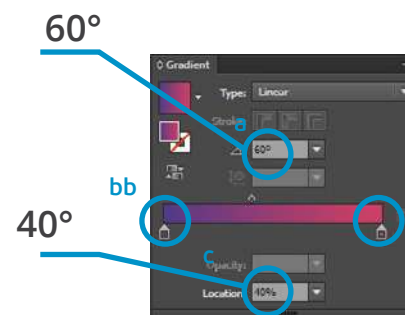 60°
Gradient
Type: Linear
Stroke:
a
60°
bb
40°
c
Opacity:
Location: 40%